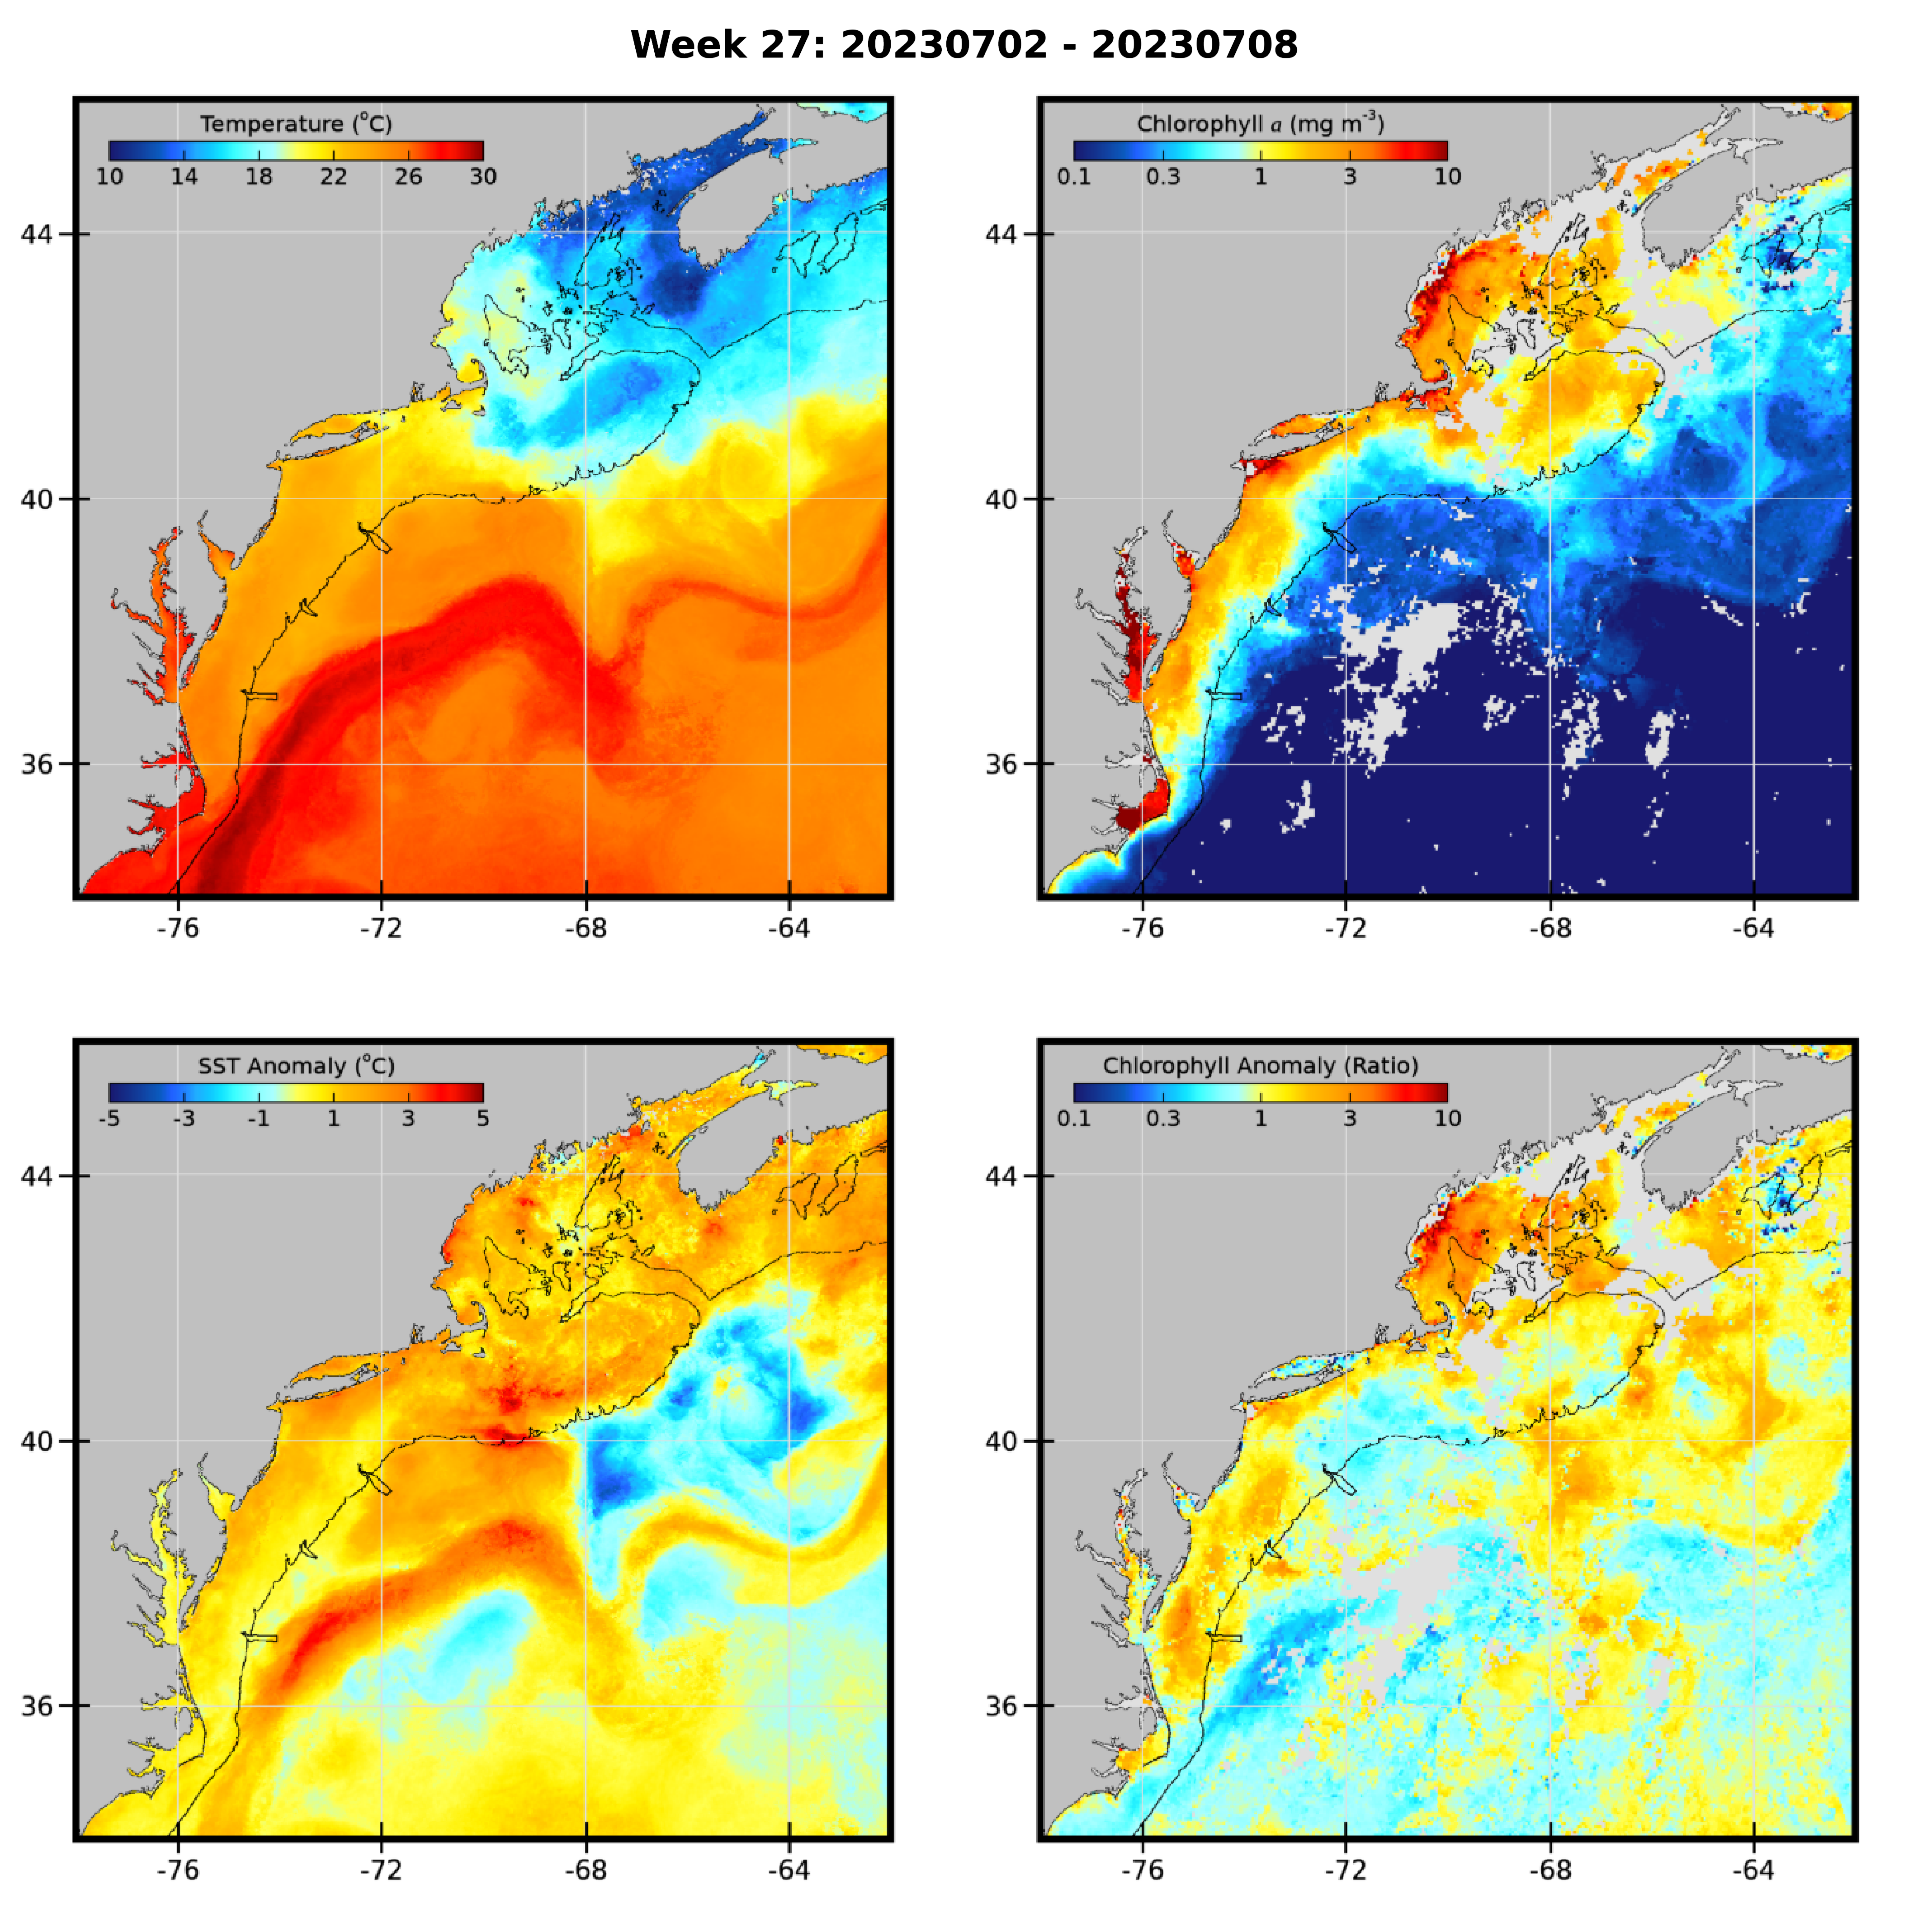 Week 27: 20230702 - 20230708
Temperature (°C)
10 14 18 22 26 30
44
40
36
-76 -72 -68 -64
Chlorophyll a (mg m⁻³)
0.1 0.3 1 3 10
44
40
36
-76 -72 -68 -64
SST Anomaly (°C)
-5 -3 -1 1 3 5
44
40
36
-76 -72 -68 -64
Chlorophyll Anomaly (Ratio)
0.1 0.3 1 3 10
44
40
36
-76 -72 -68 -64